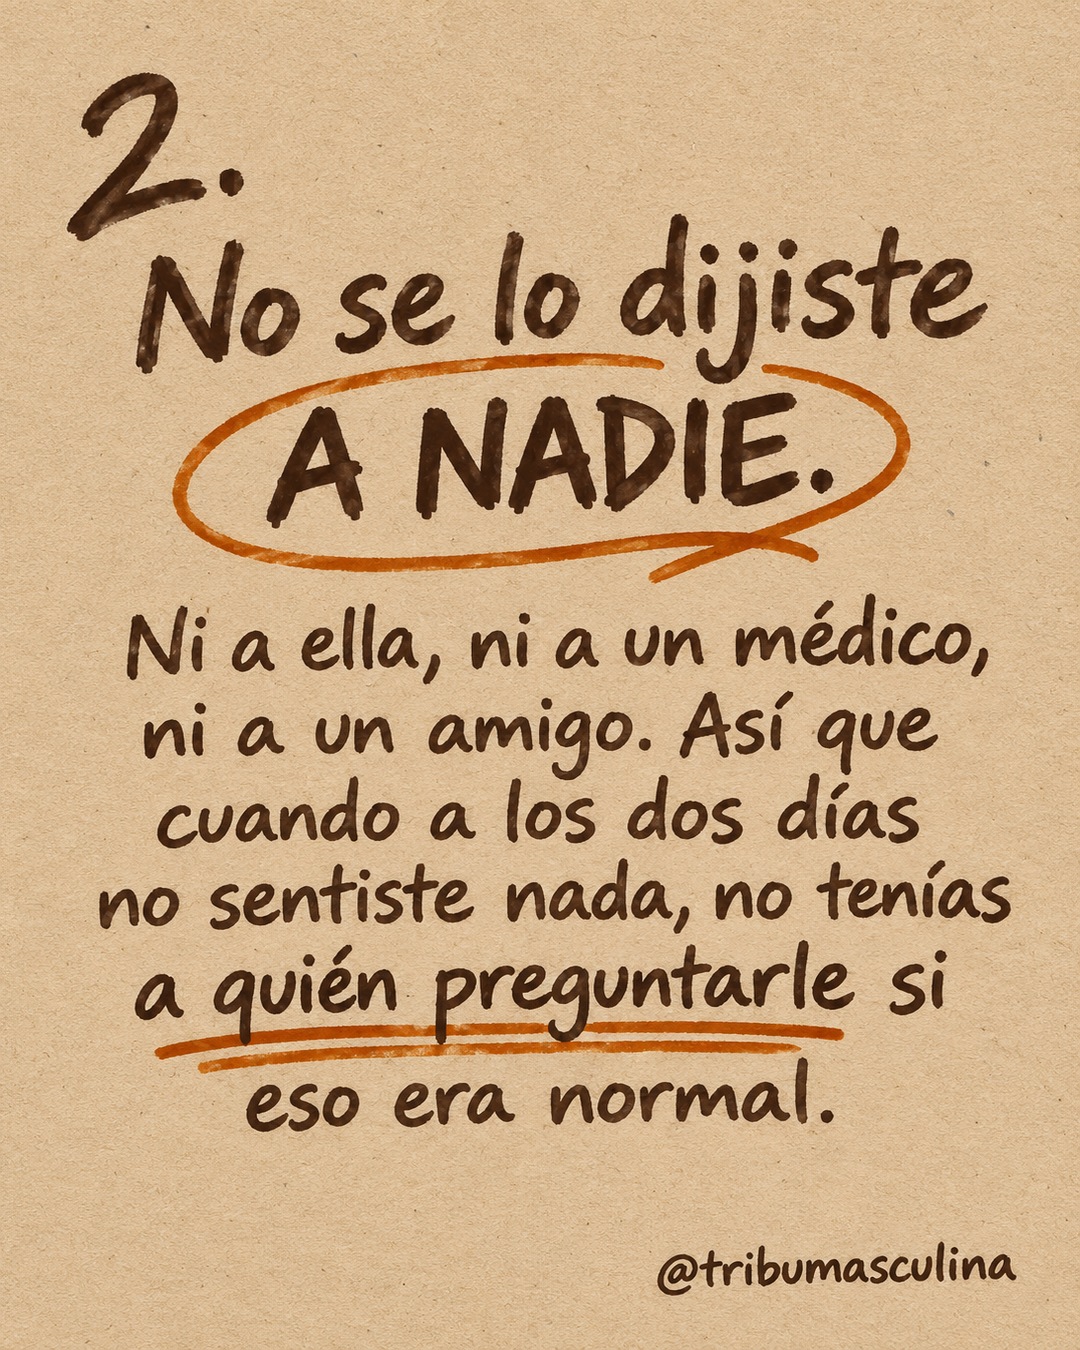 2.
No se lo dijiste
A NADIE.
Ni a ella, ni a un médico,
ni a un amigo. Así que
cuando a los dos días
no sentiste nada, no tenías
a quién preguntarle si
eso era normal.
@tribumasculina